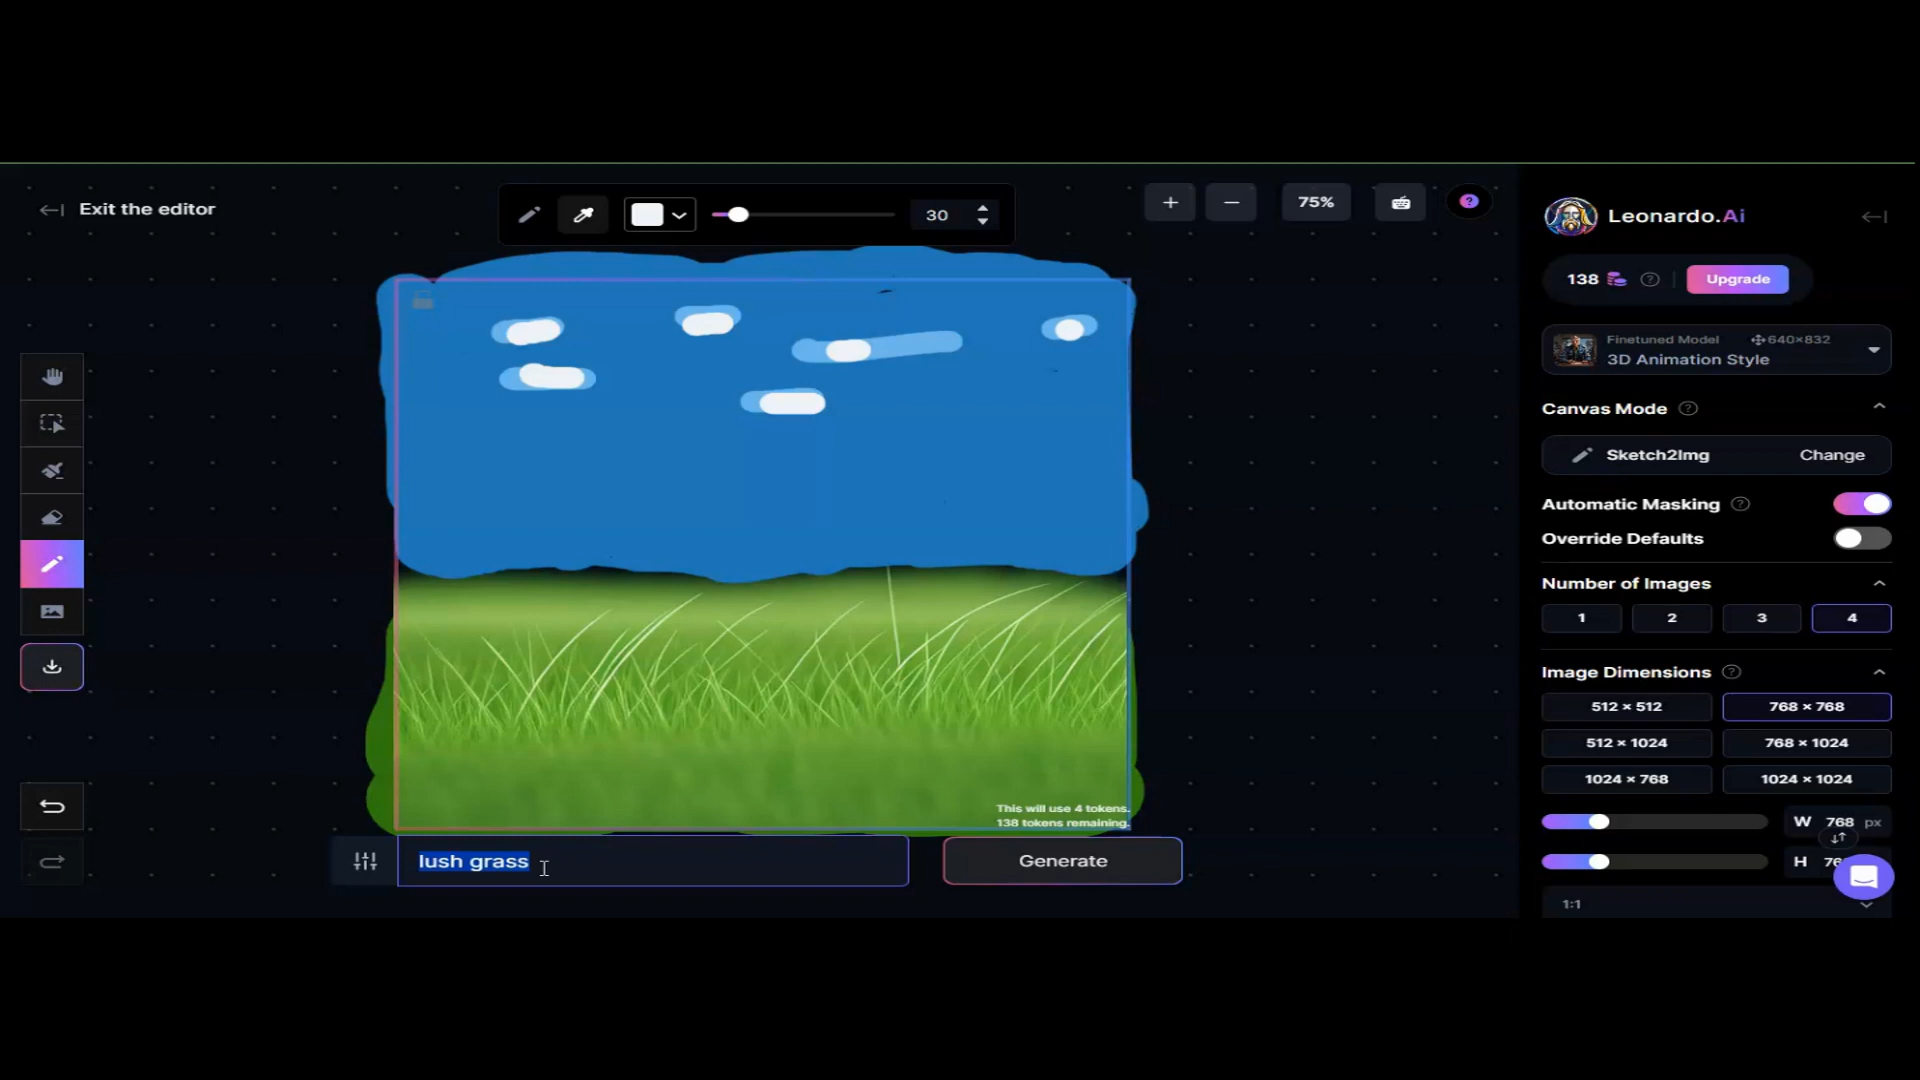 Exit the editor
30
75%
?
Leonardo.Ai
138 ? Upgrade
Finetuned Model 640×832
3D Animation Style
Canvas Mode ?
Sketch2Img Change
Automatic Masking ?
Override Defaults
Number of Images
1 2 3 4
Image Dimensions ?
512 × 512 768 × 768
512 × 1024 768 × 1024
1024 × 768 1024 × 1024
W 768 px
H 76
1:1
This will use 4 tokens.
138 tokens remaining.
lush grass
Generate